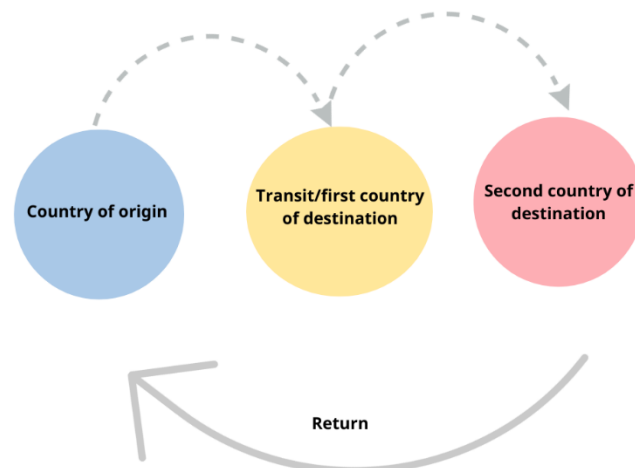 Country of origin
Transit/first country
of destination
Second country of
destination
Return